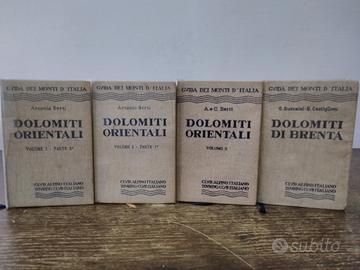 GUIDA DEI MONTI D'ITALIA
Antonio Berti
DOLOMITI
ORIENTALI
VOLUME I - PARTE 2ª
CLUB ALPINO ITALIANO
TOURING CLUB ITALIANO
GUIDA DEI MONTI D'ITALIA
Antonio Berti
DOLOMITI
ORIENTALI
VOLUME I - PARTE 1ª
CLUB ALPINO ITALIANO
TOURING CLUB ITALIANO
GUIDA DEI MONTI D'ITALIA
A. e C. Berti
DOLOMITI
ORIENTALI
VOLUME II
CLUB ALPINO ITALIANO
TOURING CLUB ITALIANO
GUIDA DEI MONTI D'ITALIA
G. Buscaini - E. Castiglioni
DOLOMITI
DI BRENTA
CLUB ALPINO ITALIANO
TOURING CLUB ITALIANO
subito